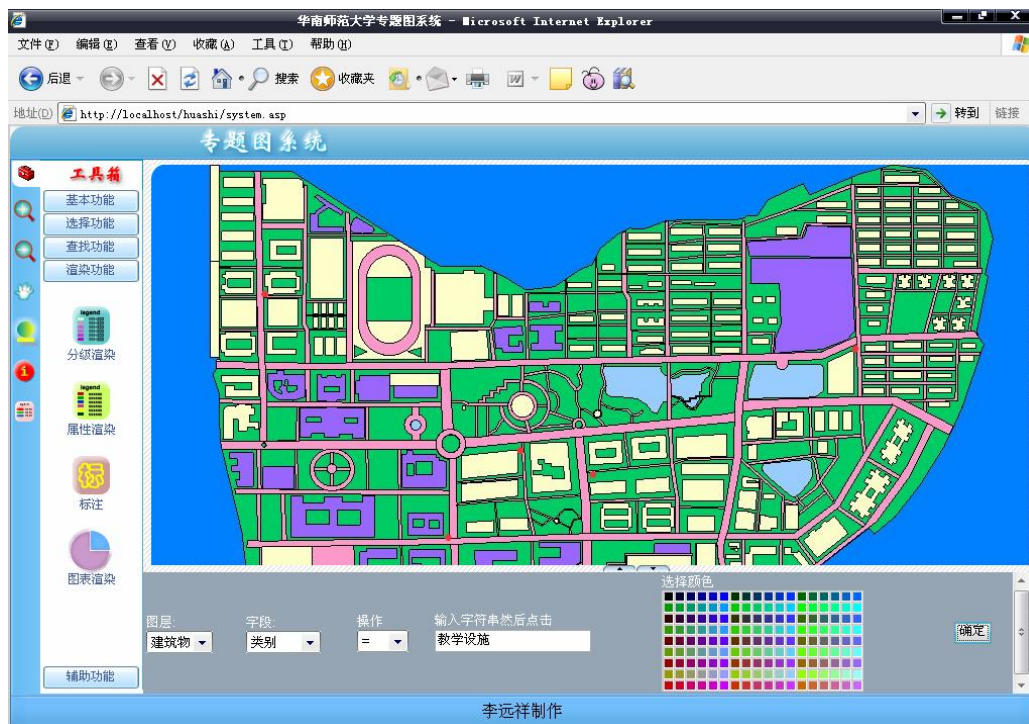 华南师范大学专题图系统 - Microsoft Internet Explorer
文件(F) 编辑(E) 查看(V) 收藏(A) 工具(T) 帮助(H)
后退 搜索 收藏夹
地址(D) http://localhost/huashi/system.asp 转到 链接
专题图系统
工具箱
基本功能
选择功能
查找功能
渲染功能
legend
分级渲染
legend
属性渲染
标
标注
图表渲染
辅助功能
图层: 字段: 操作 输入字符串然后点击 选择颜色
建筑物 类别 = 教学设施 确定
李远祥制作